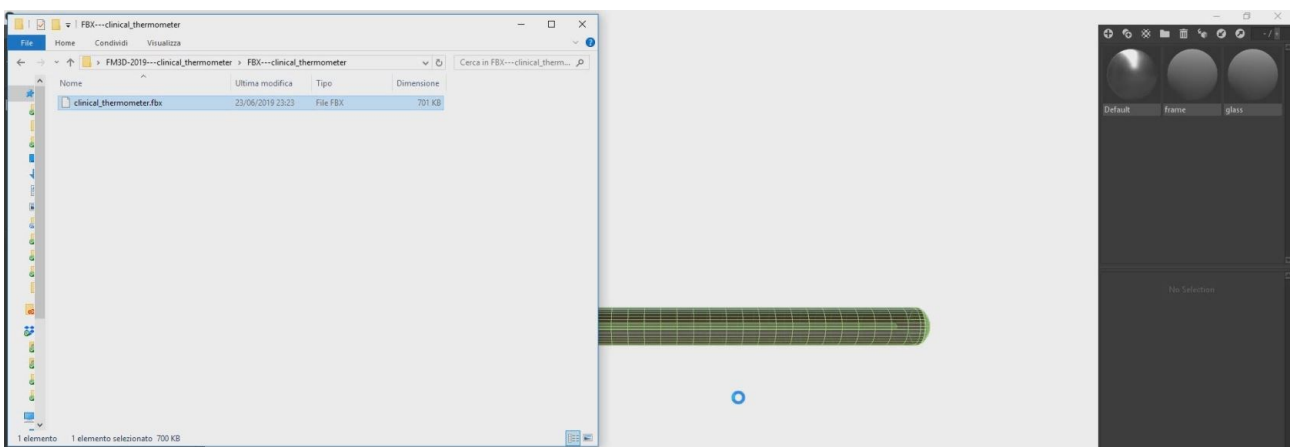 FBX---clinical_thermometer
File Home Condividi Visualizza
FM3D-2019---clinical_thermometer > FBX---clinical_thermometer
Cerca in FBX---clinical_therm...
Nome Ultima modifica Tipo Dimensione
clinical_thermometer.fbx 23/06/2019 23:23 File FBX 701 KB
1 elemento 1 elemento selezionato 700 KB
Default frame glass
No Selection